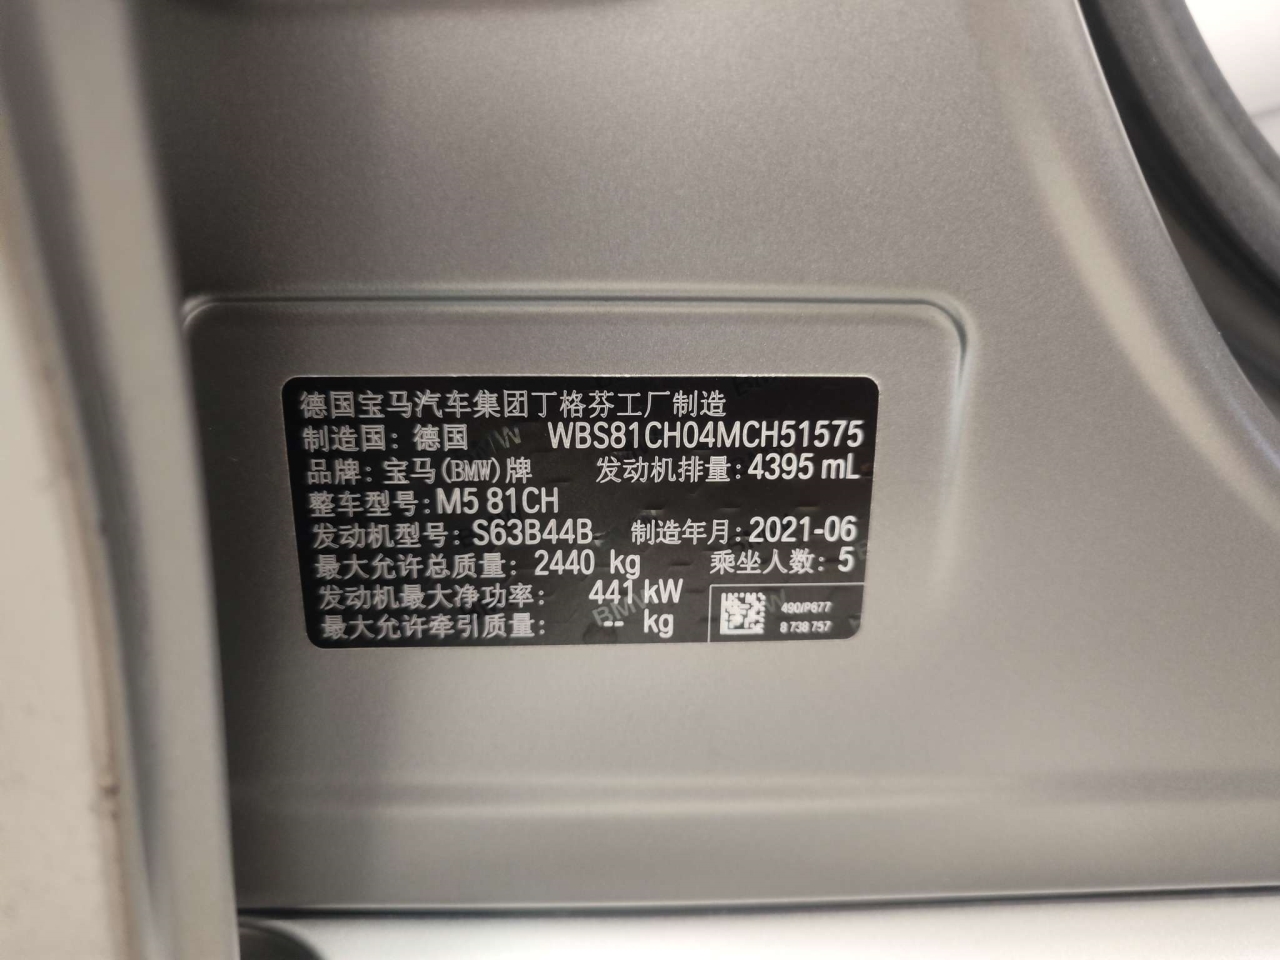 德国宝马汽车集团丁格芬工厂制造
制造国：德国 WBS81CH04MCH51575
品牌：宝马(BMW)牌 发动机排量：4395 mL
整车型号：M5 81CH
发动机型号：S63B44B 制造年月：2021-06
最大允许总质量：2440 kg 乘坐人数：5
发动机最大净功率：441 kW
最大允许牵引质量：-- kg
490/P677
8 738 757